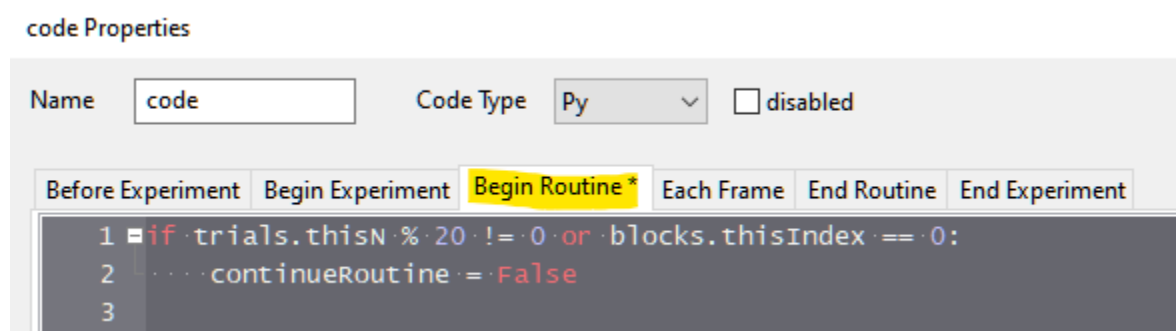 code Properties
Name code Code Type Py disabled
Before Experiment Begin Experiment Begin Routine * Each Frame End Routine End Experiment
1 if trials.thisN % 20 != 0 or blocks.thisIndex == 0:
2 continueRoutine = False
3